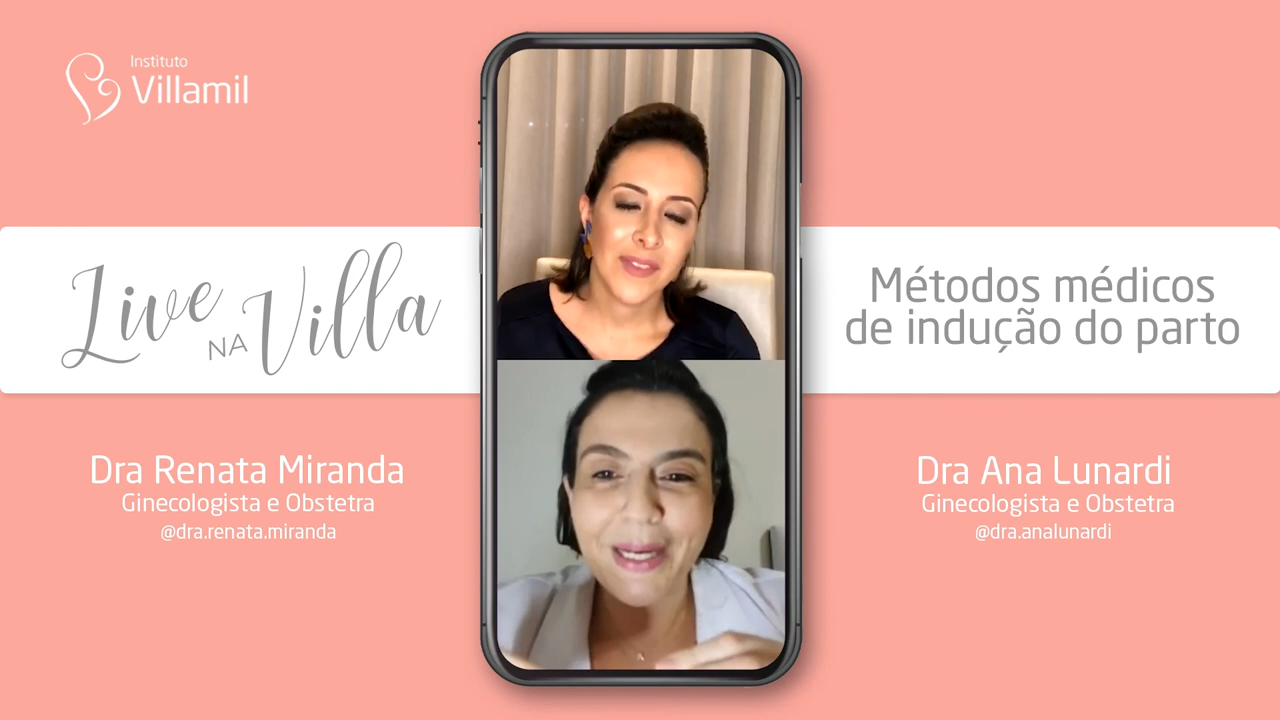 Instituto
Villamil
Live NA Villa
Métodos médicos
de indução do parto
Dra Renata Miranda
Ginecologista e Obstetra
@dra.renata.miranda
Dra Ana Lunardi
Ginecologista e Obstetra
@dra.analunardi